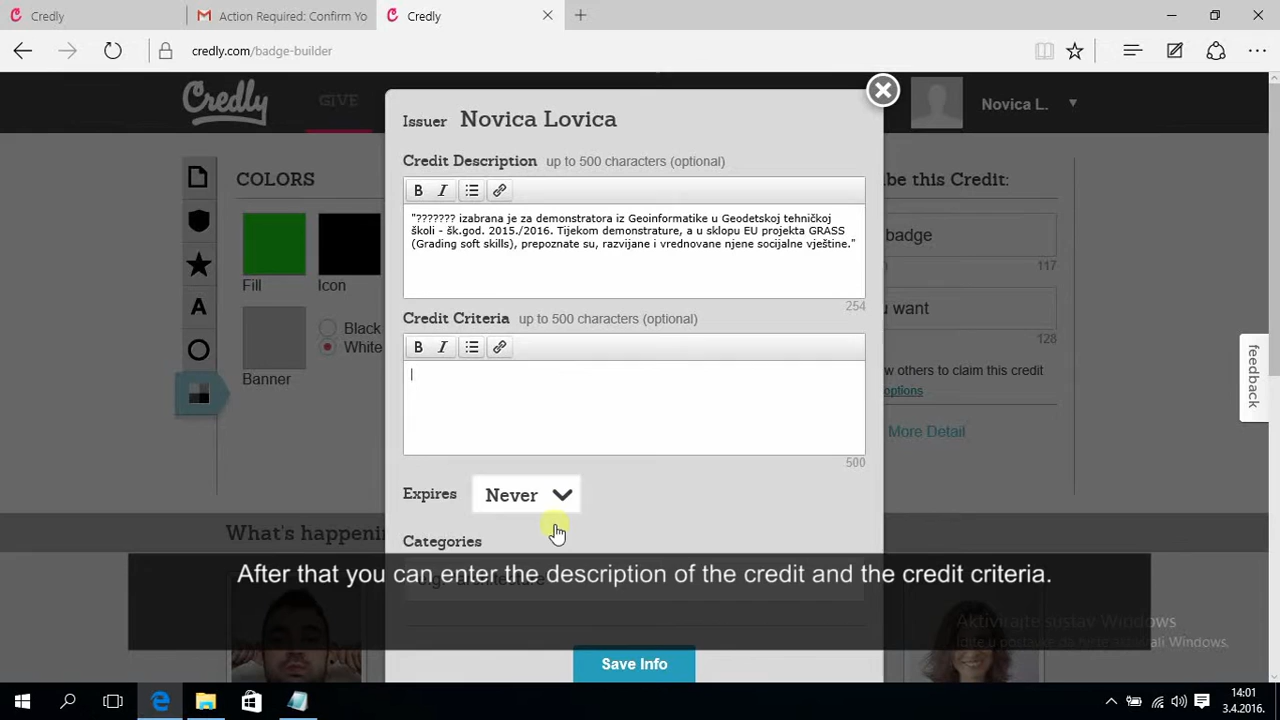 Credly
Action Required: Confirm Yo
Credly
credly.com/badge-builder
Credly
GIVE
Novica L.
Issuer Novica Lovica
Credit Description up to 500 characters (optional)
B I
"??????? izabrana je za demonstratora iz Geoinformatike u Geodetskoj tehničkoj
školi - šk.god. 2015./2016. Tijekom demonstrature, a u sklopu EU projekta GRASS
(Grading soft skills), prepoznate su, razvijane i vrednovane njene socijalne vještine."
254
Credit Criteria up to 500 characters (optional)
B I
500
Expires Never
Categories
Save Info
COLORS
Fill
Icon
Black
White
Banner
A
be this Credit:
badge
117
u want
128
w others to claim this credit
options
More Detail
feedback
What's happenin
After that you can enter the description of the credit and the credit criteria.
Aktivirajte sustav Windows
14:01
3.4.2016.